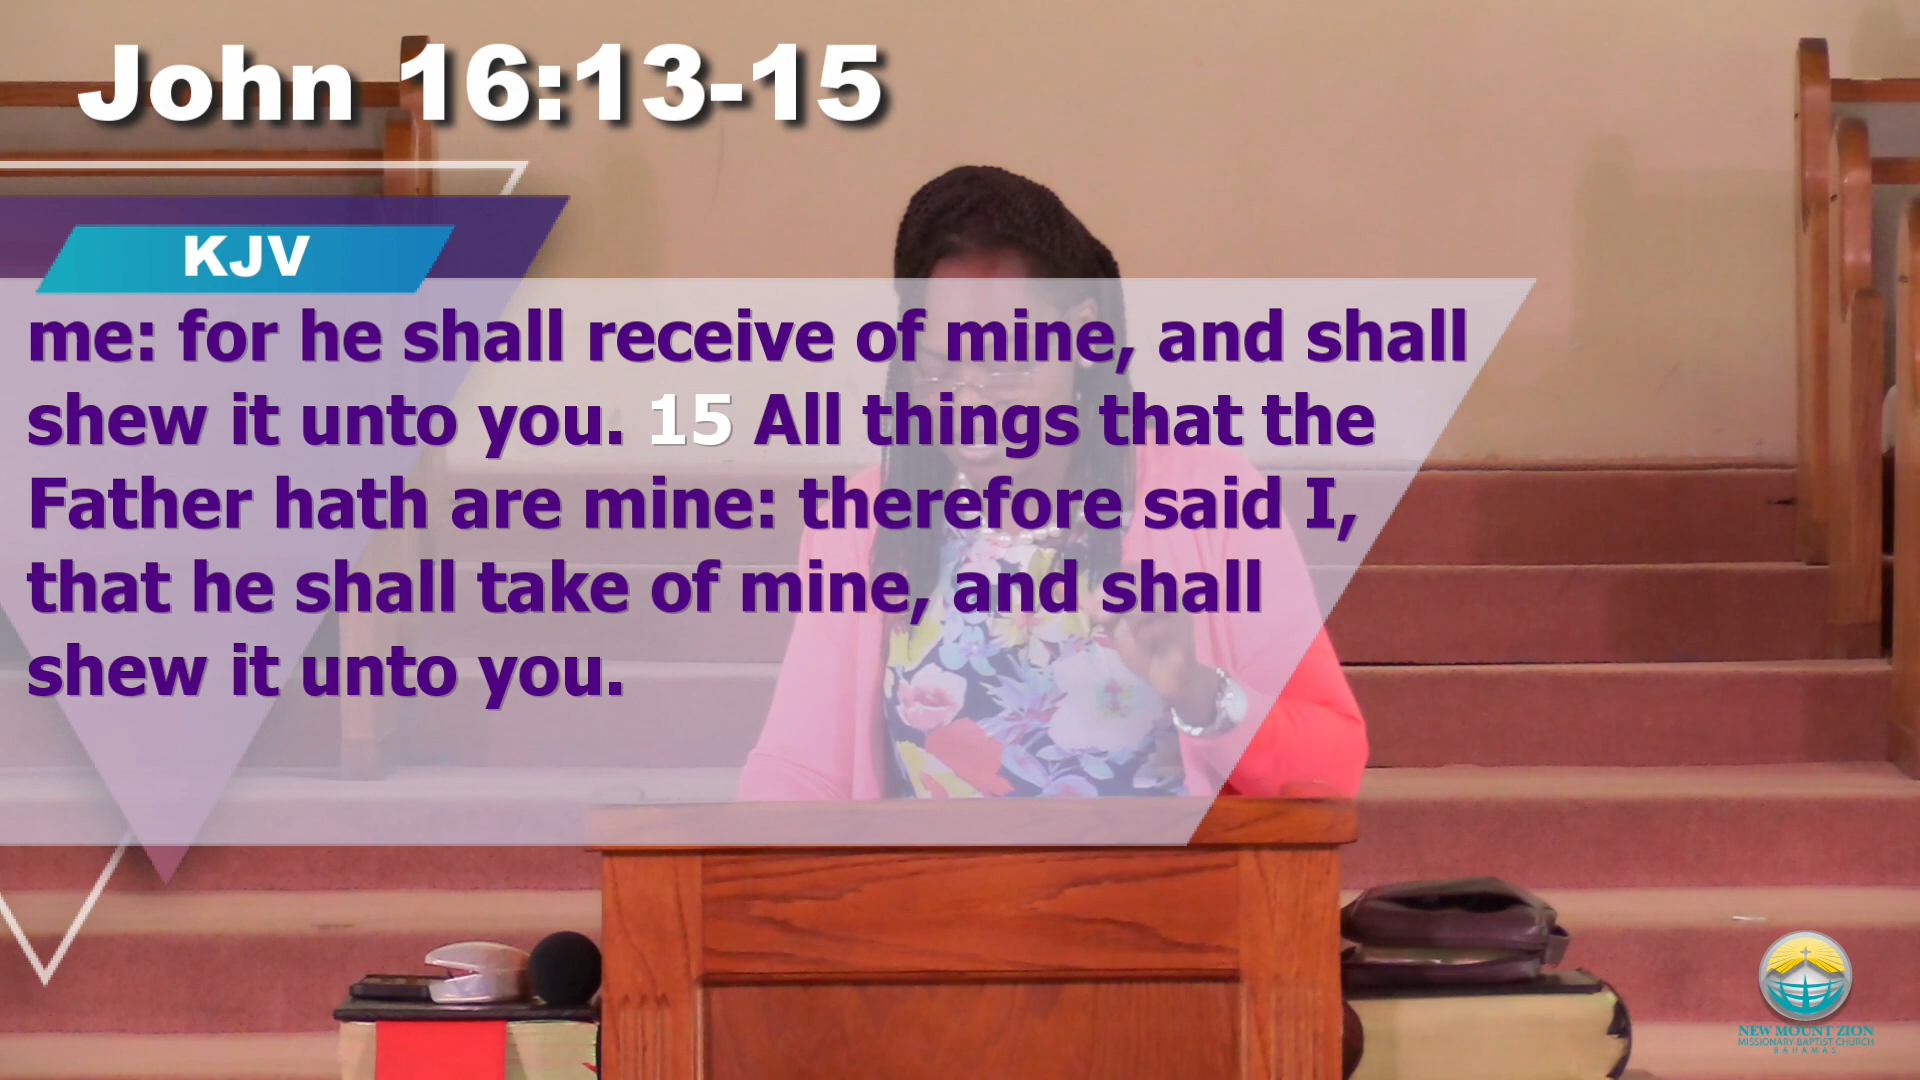 John 16:13-15
KJV
me: for he shall receive of mine, and shall
shew it unto you. 15 All things that the
Father hath are mine: therefore said I,
that he shall take of mine, and shall
shew it unto you.
NEW MOUNT ZION
MISSIONARY BAPTIST CHURCH
BAHAMAS